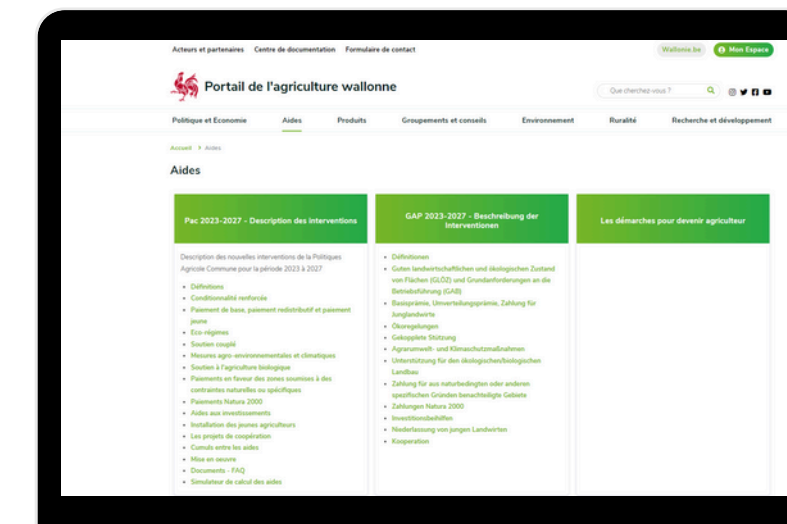 Acteurs et partenaires Centre de documentation Formulaire de contact
Wallonie.be Mon Espace
Portail de l'agriculture wallonne
Que cherchez-vous ?
Politique et Economie Aides Produits Groupements et conseils Environnement Ruralité Recherche et développement
Accueil > Aides
Aides
Pac 2023-2027 - Description des interventions
Description des nouvelles interventions de la Politiques
Agricole Commune pour la période 2023 à 2027
• Définitions
• Conditionnalité renforcée
• Paiement de base, paiement redistributif et paiement
jeune
• Eco-régimes
• Soutien couplé
• Mesures agro-environnementales et climatiques
• Soutien à l'agriculture biologique
• Paiements en faveur des zones soumises à des
contraintes naturelles ou spécifiques
• Paiements Natura 2000
• Aides aux investissements
• Installation des jeunes agriculteurs
• Les projets de coopération
• Cumuls entre les aides
• Mise en oeuvre
• Documents - FAQ
• Simulateur de calcul des aides
GAP 2023-2027 - Beschreibung der
Interventionen
• Définitionen
• Guten landwirtschaftlichen und ökologischen Zustand
von Flächen (GLÖZ) und Grundanforderungen an die
Betriebsführung (GAB)
• Basisprämie, Umverteilungsprämie, Zahlung für
Junglandwirte
• Ökoregelungen
• Gekopplete Stützung
• Agrarumwelt- und Klimaschutzmaßnahmen
• Unterstützung für den ökologischen/biologischen
Landbau
• Zahlung für aus naturbedingten oder anderen
spezifischen Gründen benachteiligte Gebiete
• Zahlungen Natura 2000
• Investitionsbeihilfen
• Niederlassung von jungen Landwirten
• Kooperation
Les démarches pour devenir agriculteur